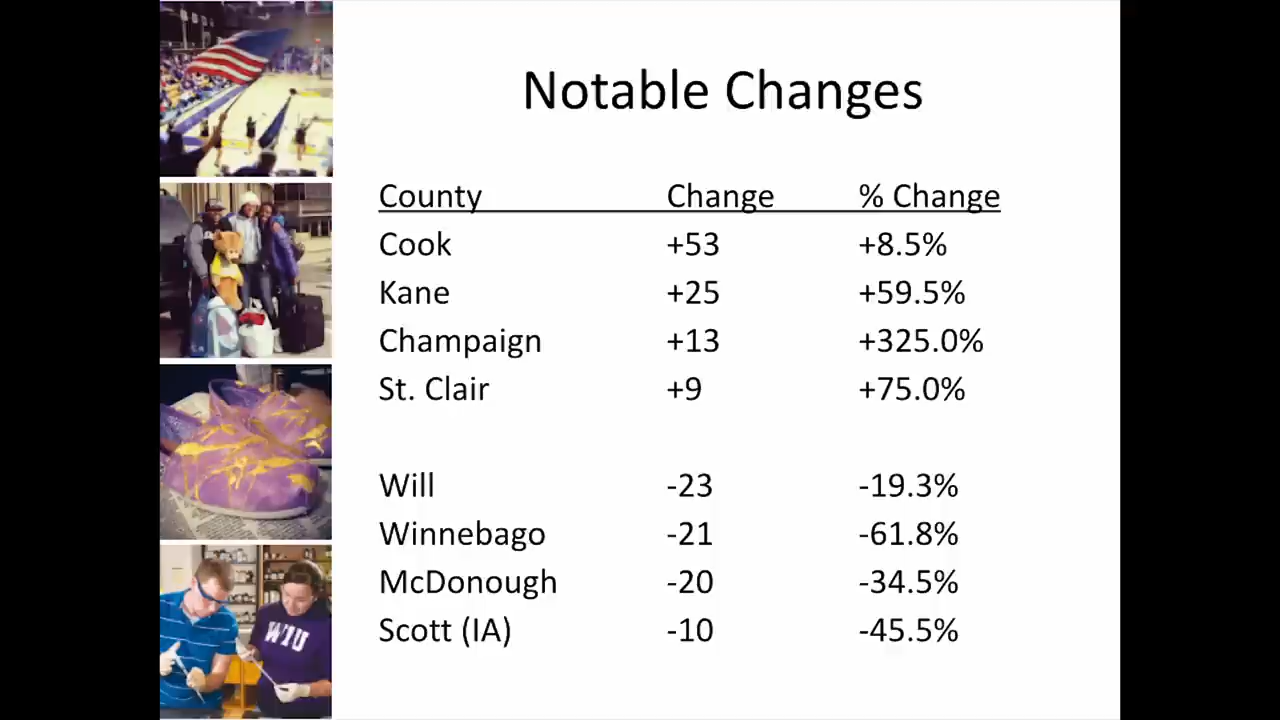 Notable Changes
County Change % Change
Cook +53 +8.5%
Kane +25 +59.5%
Champaign +13 +325.0%
St. Clair +9 +75.0%
Will -23 -19.3%
Winnebago -21 -61.8%
McDonough -20 -34.5%
Scott (IA) -10 -45.5%
WIU